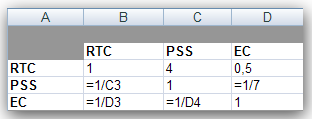 A B C D
RTC PSS EC
RTC 1 4 0,5
PSS =1/C3 1 =1/7
EC =1/D3 =1/D4 1